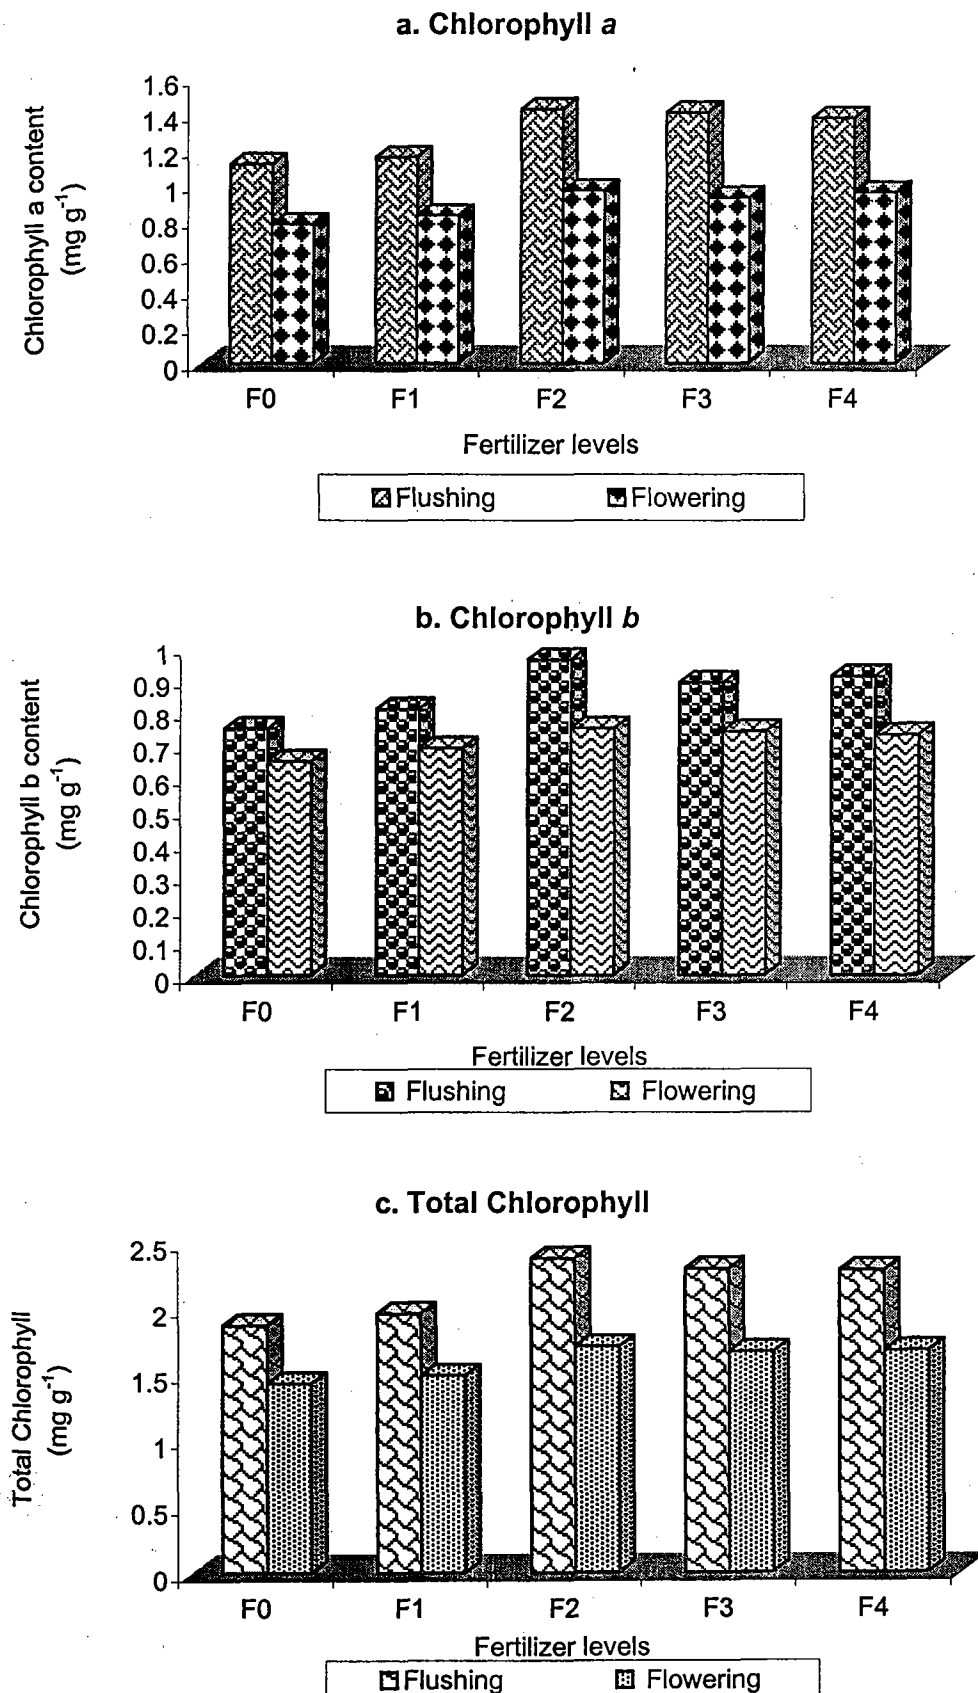 a. Chlorophyll a
Chlorophyll a content
(mg g-1)
1.6
1.4
1.2
1
0.8
0.6
0.4
0.2
0
F0 F1 F2 F3 F4
Fertilizer levels
Flushing Flowering
b. Chlorophyll b
Chlorophyll b content
(mg g-1)
1
0.9
0.8
0.7
0.6
0.5
0.4
0.3
0.2
0.1
0
F0 F1 F2 F3 F4
Fertilizer levels
Flushing Flowering
c. Total Chlorophyll
Total Chlorophyll
(mg g-1)
2.5
2
1.5
1
0.5
0
F0 F1 F2 F3 F4
Fertilizer levels
Flushing Flowering